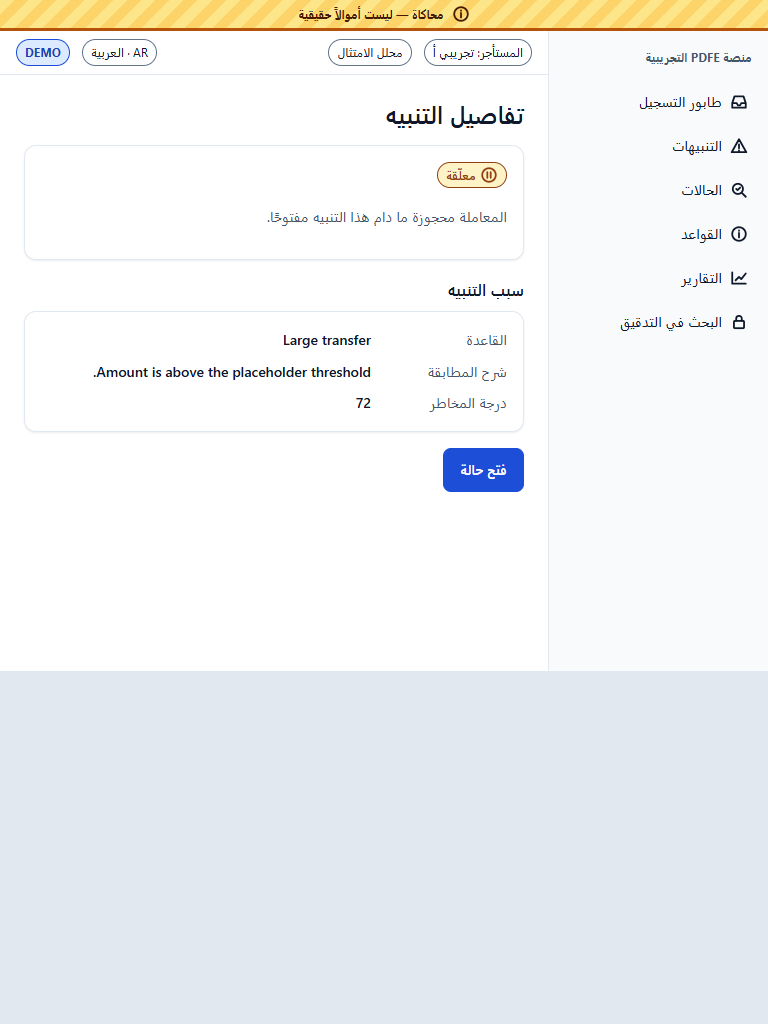 محاكاة — ليست أموالاً حقيقية
منصة PDFE التجريبية
طابور التسجيل
التنبيهات
الحالات
القواعد
التقارير
البحث في التدقيق
المستأجر: تجريبي أ
محلل الامتثال
AR · العربية
DEMO
تفاصيل التنبيه
معلّقة
المعاملة محجوزة ما دام هذا التنبيه مفتوحًا.
سبب التنبيه
القاعدة Large transfer
شرح المطابقة Amount is above the placeholder threshold.
درجة المخاطر 72
فتح حالة